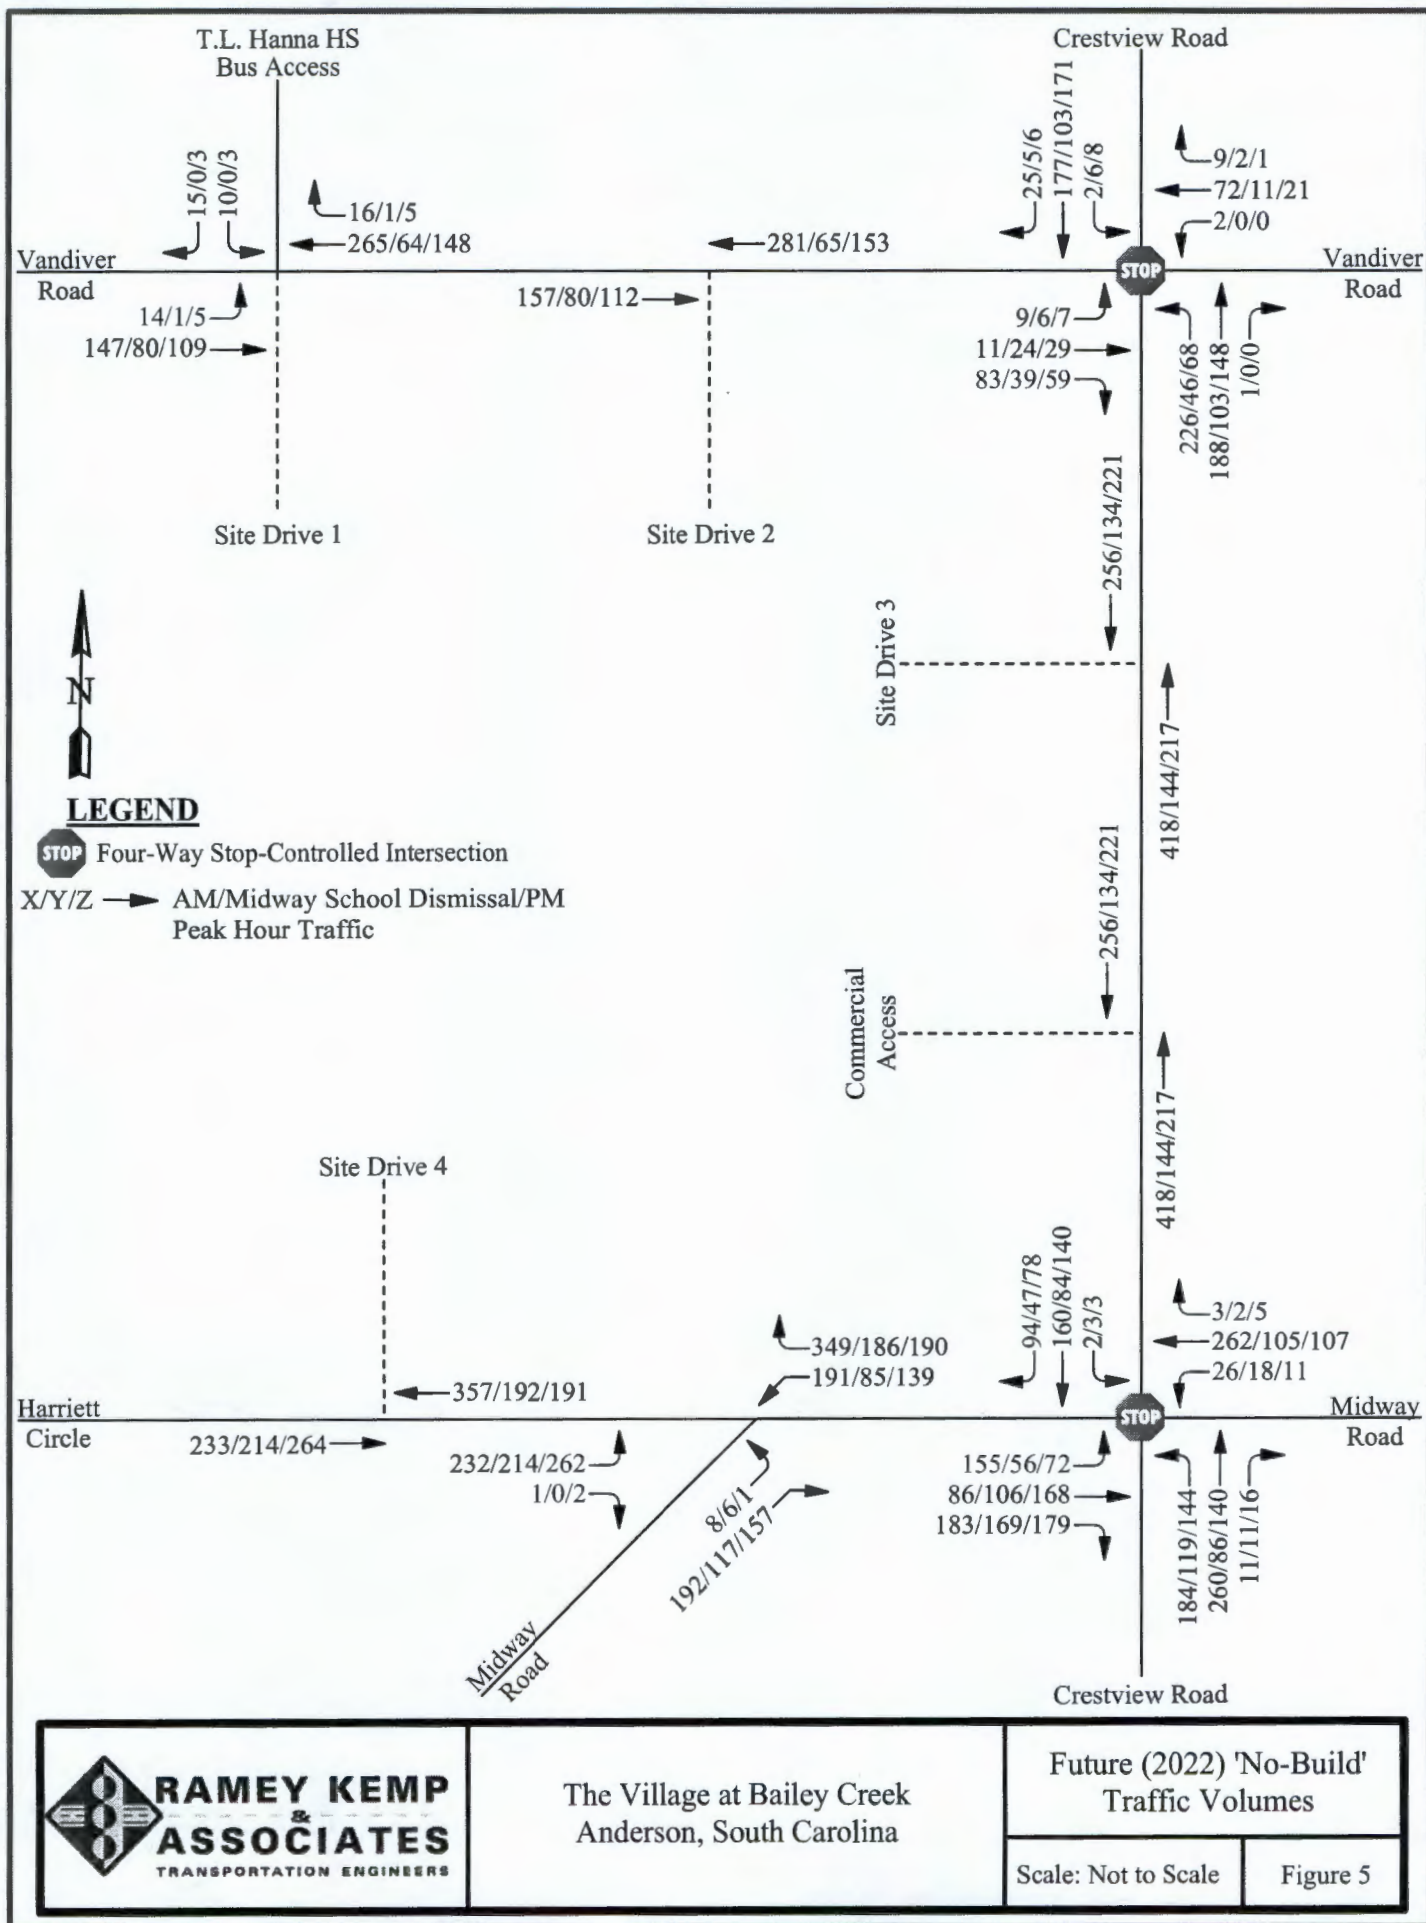 T.L. Hanna HS
Bus Access
Crestview Road
15/0/3
10/0/3
16/1/5
265/64/148
281/65/153
25/5/6
177/103/171
2/6/8
9/2/1
72/11/21
2/0/0
Vandiver
Road
STOP
Vandiver
Road
14/1/5
147/80/109
157/80/112
9/6/7
11/24/29
83/39/59
226/46/68
188/103/148
1/0/0
Site Drive 1
Site Drive 2
256/134/221
Site Drive 3
418/144/217
N
LEGEND
STOP Four-Way Stop-Controlled Intersection
X/Y/Z AM/Midway School Dismissal/PM
Peak Hour Traffic
256/134/221
Commercial
Access
418/144/217
Site Drive 4
94/47/78
160/84/140
2/3/3
3/2/5
262/105/107
26/18/11
349/186/190
191/85/139
357/192/191
Harriett
Circle
STOP
Midway
Road
233/214/264
232/214/262
1/0/2
8/6/1
192/117/157
155/56/72
86/106/168
183/169/179
184/119/144
260/86/140
11/11/16
Midway
Road
Crestview Road
RAMEY KEMP
&
ASSOCIATES
TRANSPORTATION ENGINEERS
The Village at Bailey Creek
Anderson, South Carolina
Future (2022) 'No-Build'
Traffic Volumes
Scale: Not to Scale
Figure 5